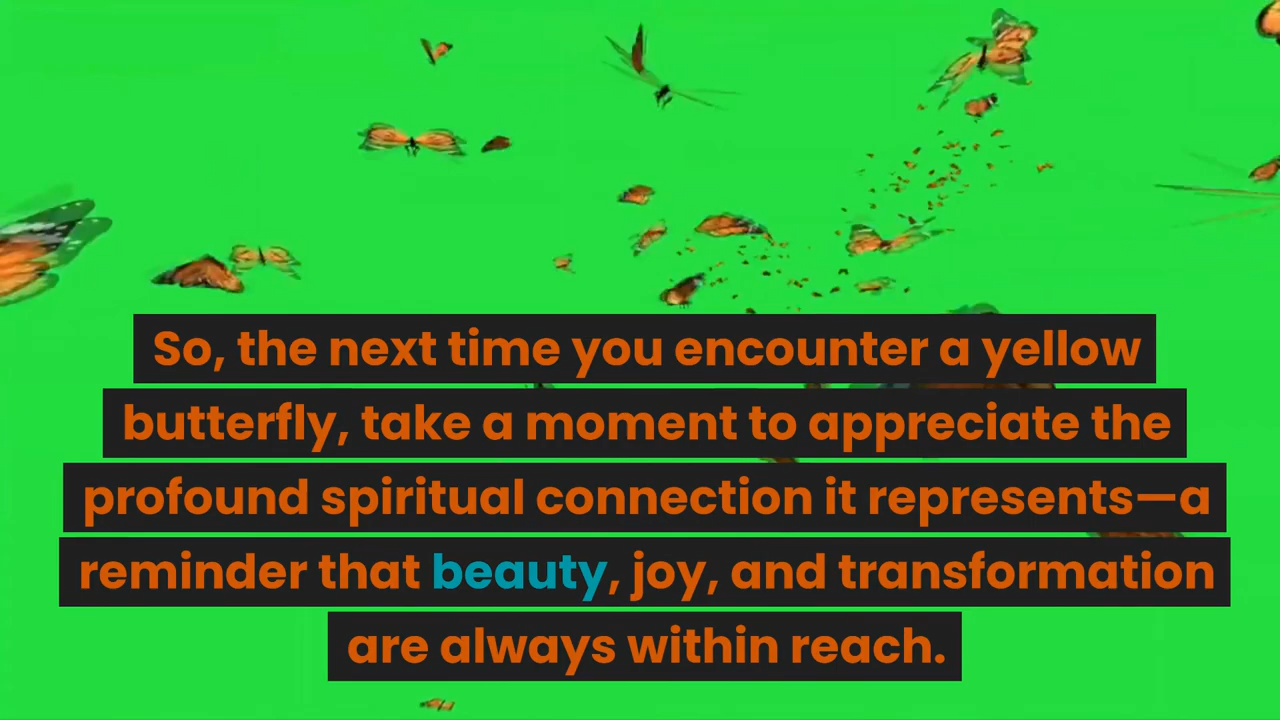 So, the next time you encounter a yellow
butterfly, take a moment to appreciate the
profound spiritual connection it represents—a
reminder that beauty, joy, and transformation
are always within reach.